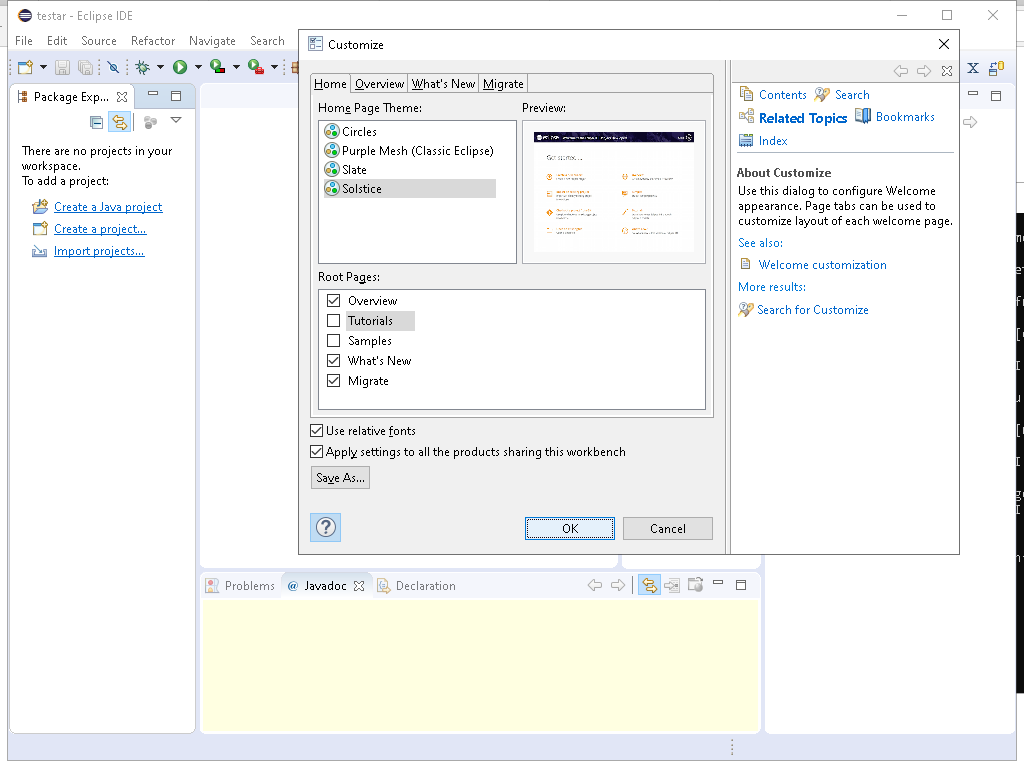 testar - Eclipse IDE
File Edit Source Refactor Navigate Search
Package Exp...
There are no projects in your
workspace.
To add a project:
Create a Java project
Create a project...
Import projects...
Customize
Home Overview What's New Migrate
Home Page Theme:
Circles
Purple Mesh (Classic Eclipse)
Slate
Solstice
Preview:
Root Pages:
Overview
Tutorials
Samples
What's New
Migrate
Use relative fonts
Apply settings to all the products sharing this workbench
Save As...
OK Cancel
Contents Search
Related Topics Bookmarks
Index
About Customize
Use this dialog to configure Welcome
appearance. Page tabs can be used to
customize layout of each welcome page.
See also:
Welcome customization
More results:
Search for Customize
Problems @ Javadoc Declaration